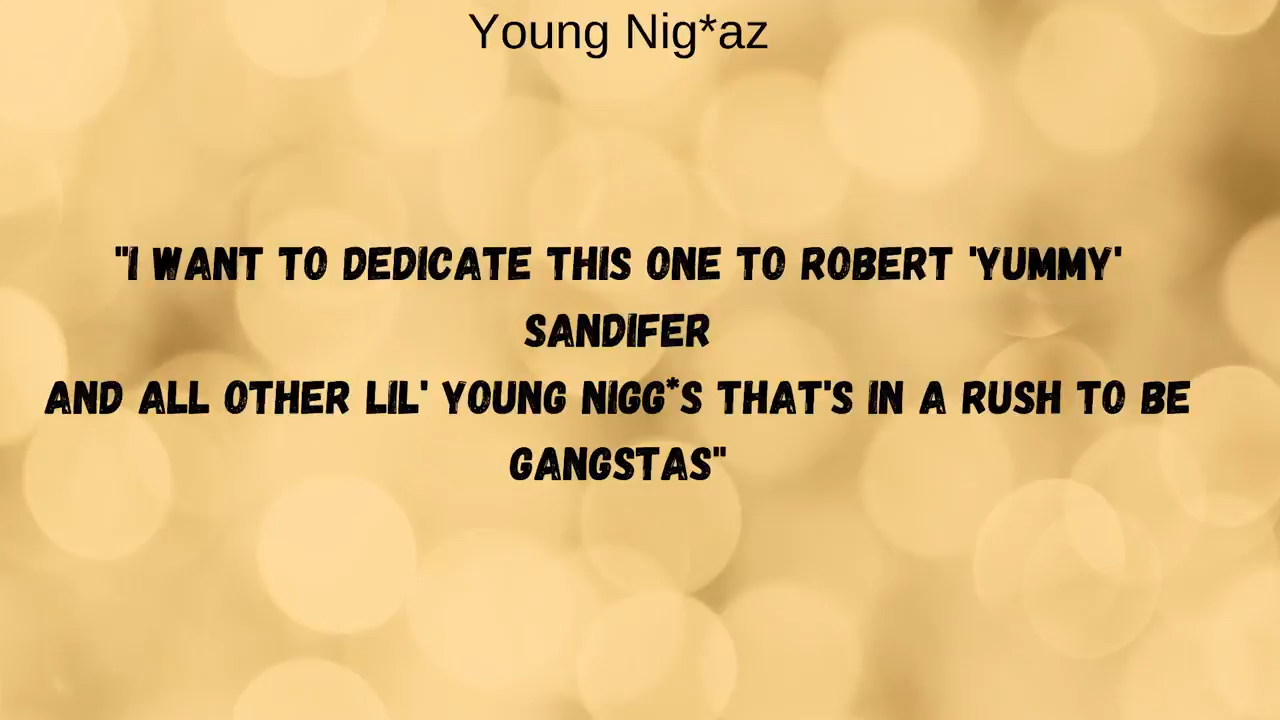 Young Nig*az
"I WANT TO DEDICATE THIS ONE TO ROBERT 'YUMMY'
SANDIFER
AND ALL OTHER LIL' YOUNG NIGG*S THAT'S IN A RUSH TO BE
GANGSTAS"